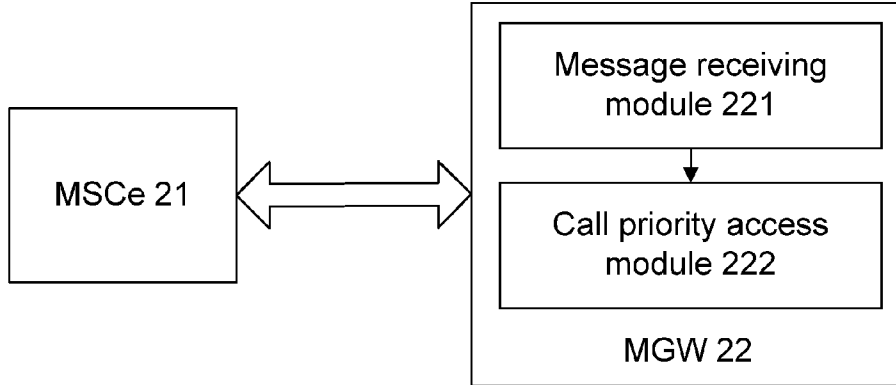 MSCe 21
Message receiving
module 221
Call priority access
module 222
MGW 22